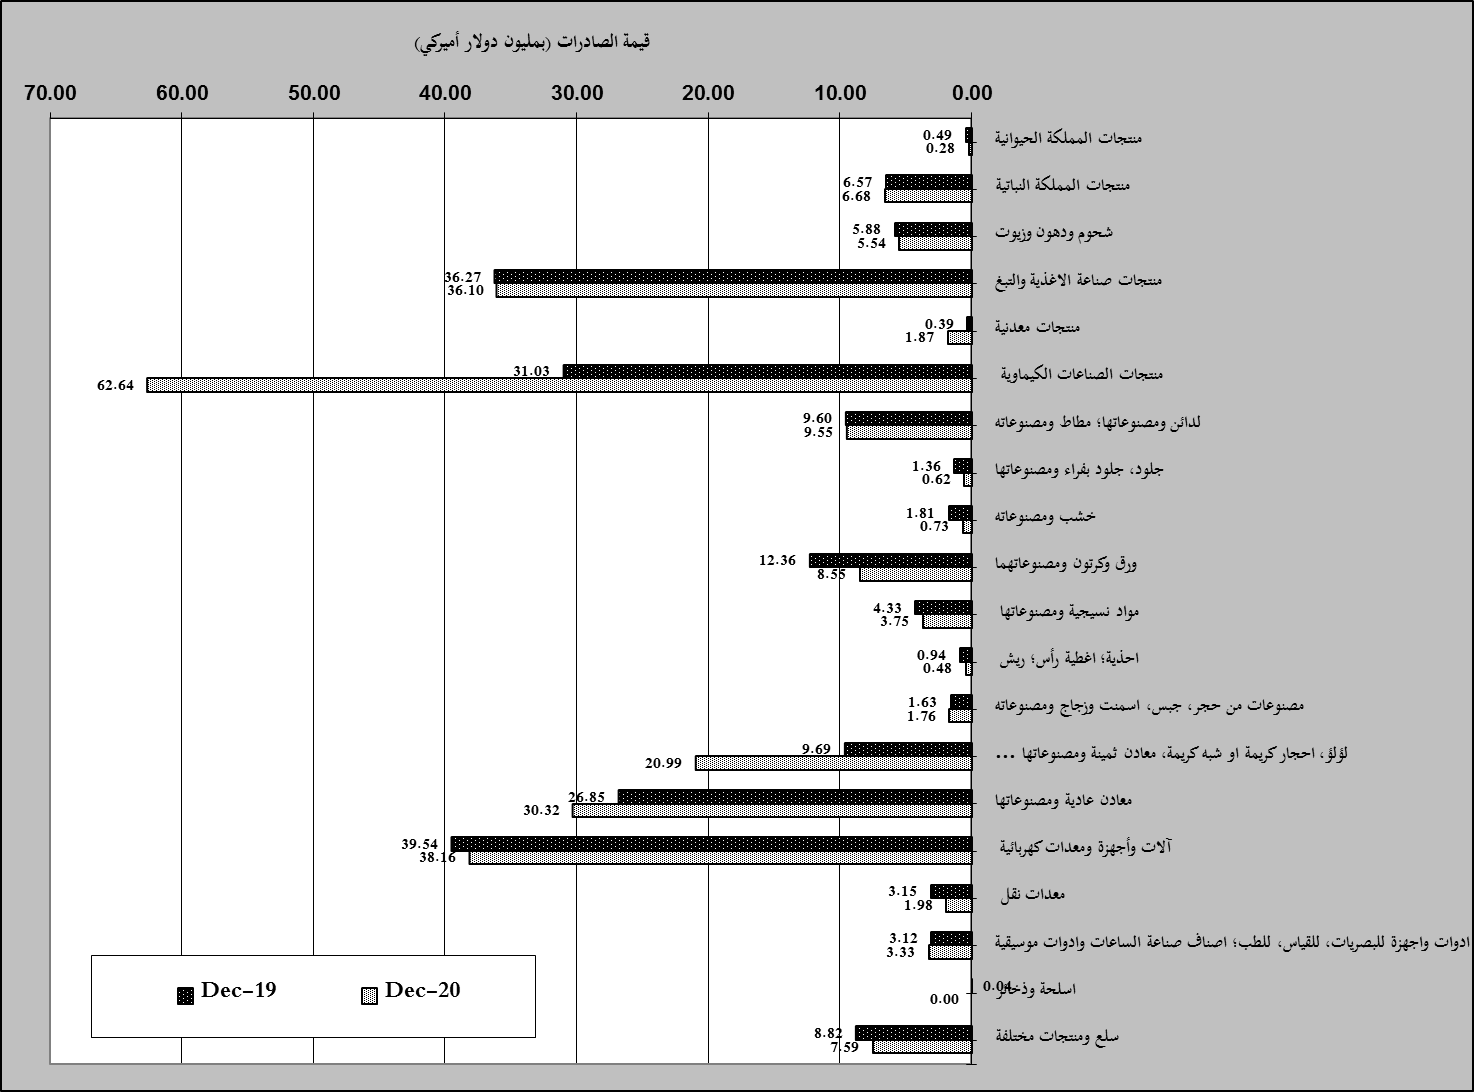 قيمة الصادرات (بمليون دولار أميركي)
70.00 60.00 50.00 40.00 30.00 20.00 10.00 0.00
منتجات المملكة الحيوانية
0.49
0.28
منتجات المملكة النباتية
6.57
6.68
شحوم ودهون وزيوت
5.88
5.54
منتجات صناعة الاغذية والتبغ
36.27
36.10
منتجات معدنية
0.39
1.87
منتجات الصناعات الكيماوية
31.03
62.64
لدائن ومصنوعاتها؛ مطاط ومصنوعاته
9.60
9.55
جلود، جلود بفراء ومصنوعاتها
1.36
0.62
خشب ومصنوعاته
1.81
0.73
ورق وكرتون ومصنوعاتهما
12.36
8.55
مواد نسيجية ومصنوعاتها
4.33
3.75
احذية؛ اغطية رأس؛ ريش
0.94
0.48
مصنوعات من حجر، جبس، اسمنت وزجاج ومصنوعاته
1.63
1.76
لؤلؤ، احجار كريمة او شبه كريمة، معادن ثمينة ومصنوعاتها ...
9.69
20.99
معادن عادية ومصنوعاتها
26.85
30.32
آلات وأجهزة ومعدات كهربائية
39.54
38.16
معدات نقل
3.15
1.98
ادوات واجهزة للبصريات، للقياس، للطب؛ اصناف صناعة الساعات وادوات موسيقية
3.12
3.33
اسلحة وذخائر
0.04
0.00
سلع ومنتجات مختلفة
8.82
7.59
Dec-19 Dec-20